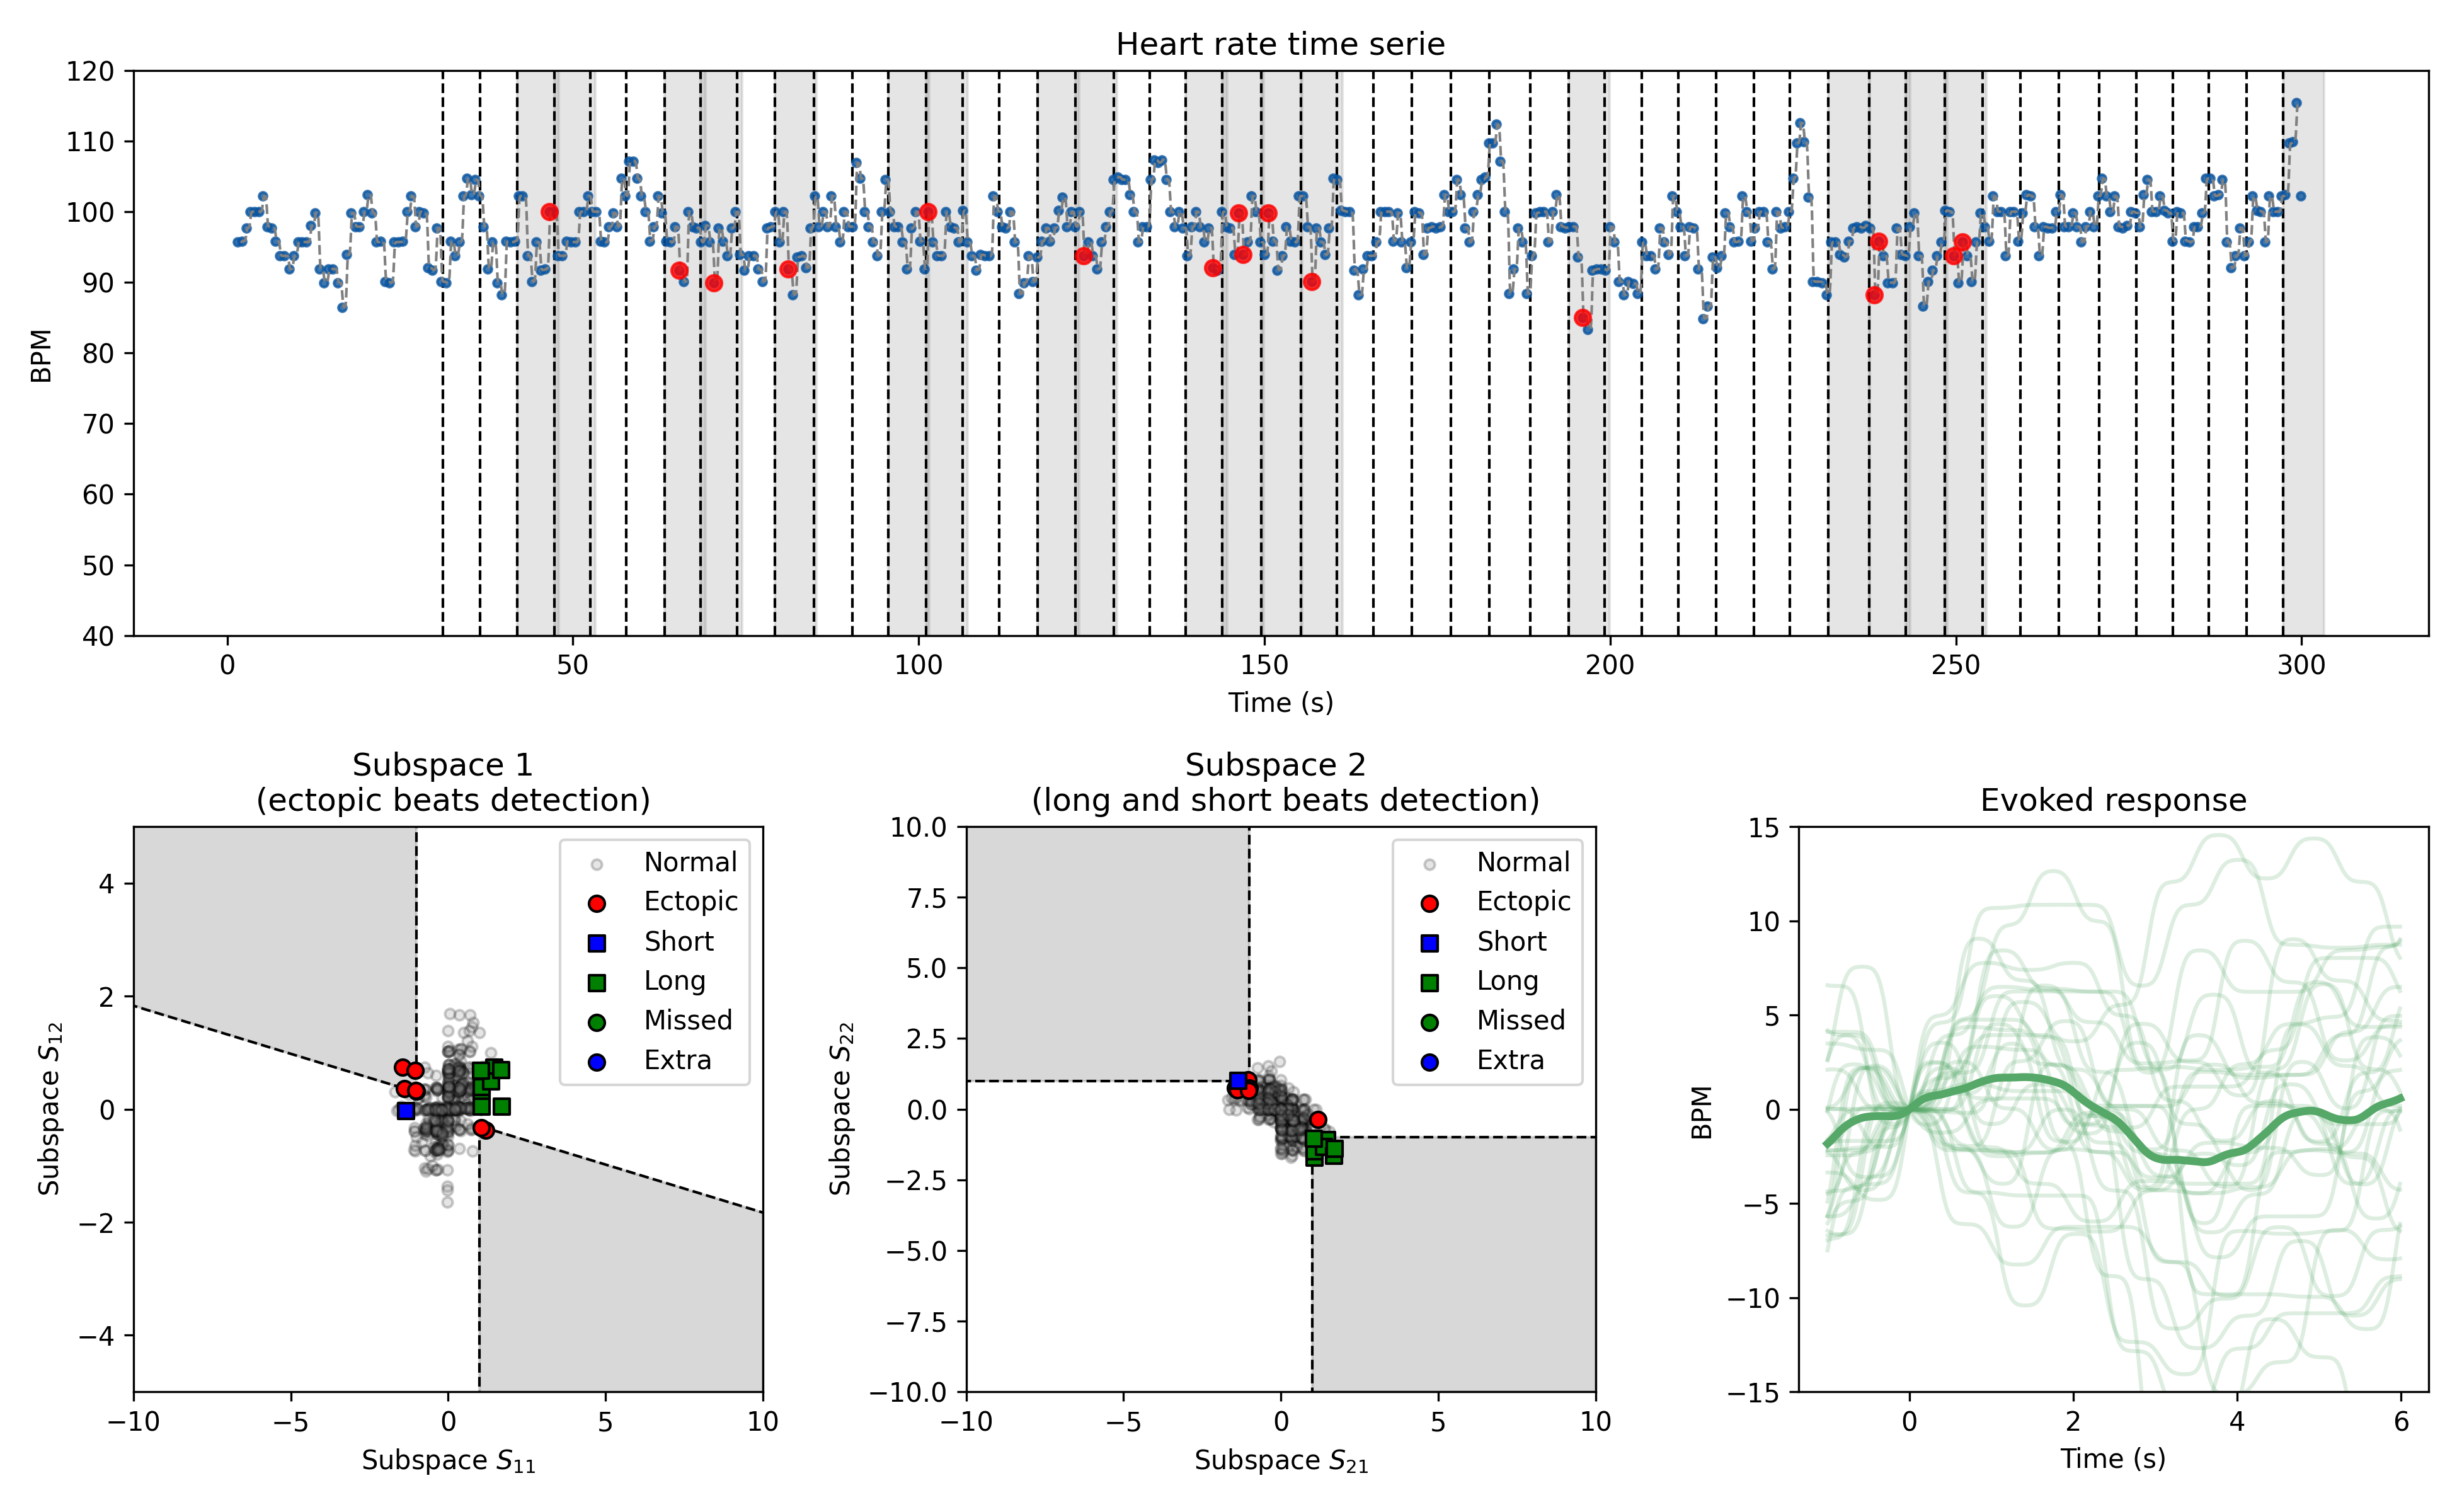 Heart rate time serie
120
110
100
90
80
70
60
50
40
BPM
0 50 100 150 200 250 300
Time (s)
Subspace 1
(ectopic beats detection)
4
2
0
−2
−4
Subspace S12
Normal
Ectopic
Short
Long
Missed
Extra
−10 −5 0 5 10
Subspace S11
Subspace 2
(long and short beats detection)
10.0
7.5
5.0
2.5
0.0
−2.5
−5.0
−7.5
−10.0
Subspace S22
Normal
Ectopic
Short
Long
Missed
Extra
−10 −5 0 5 10
Subspace S21
Evoked response
15
10
5
0
−5
−10
−15
BPM
0 2 4 6
Time (s)